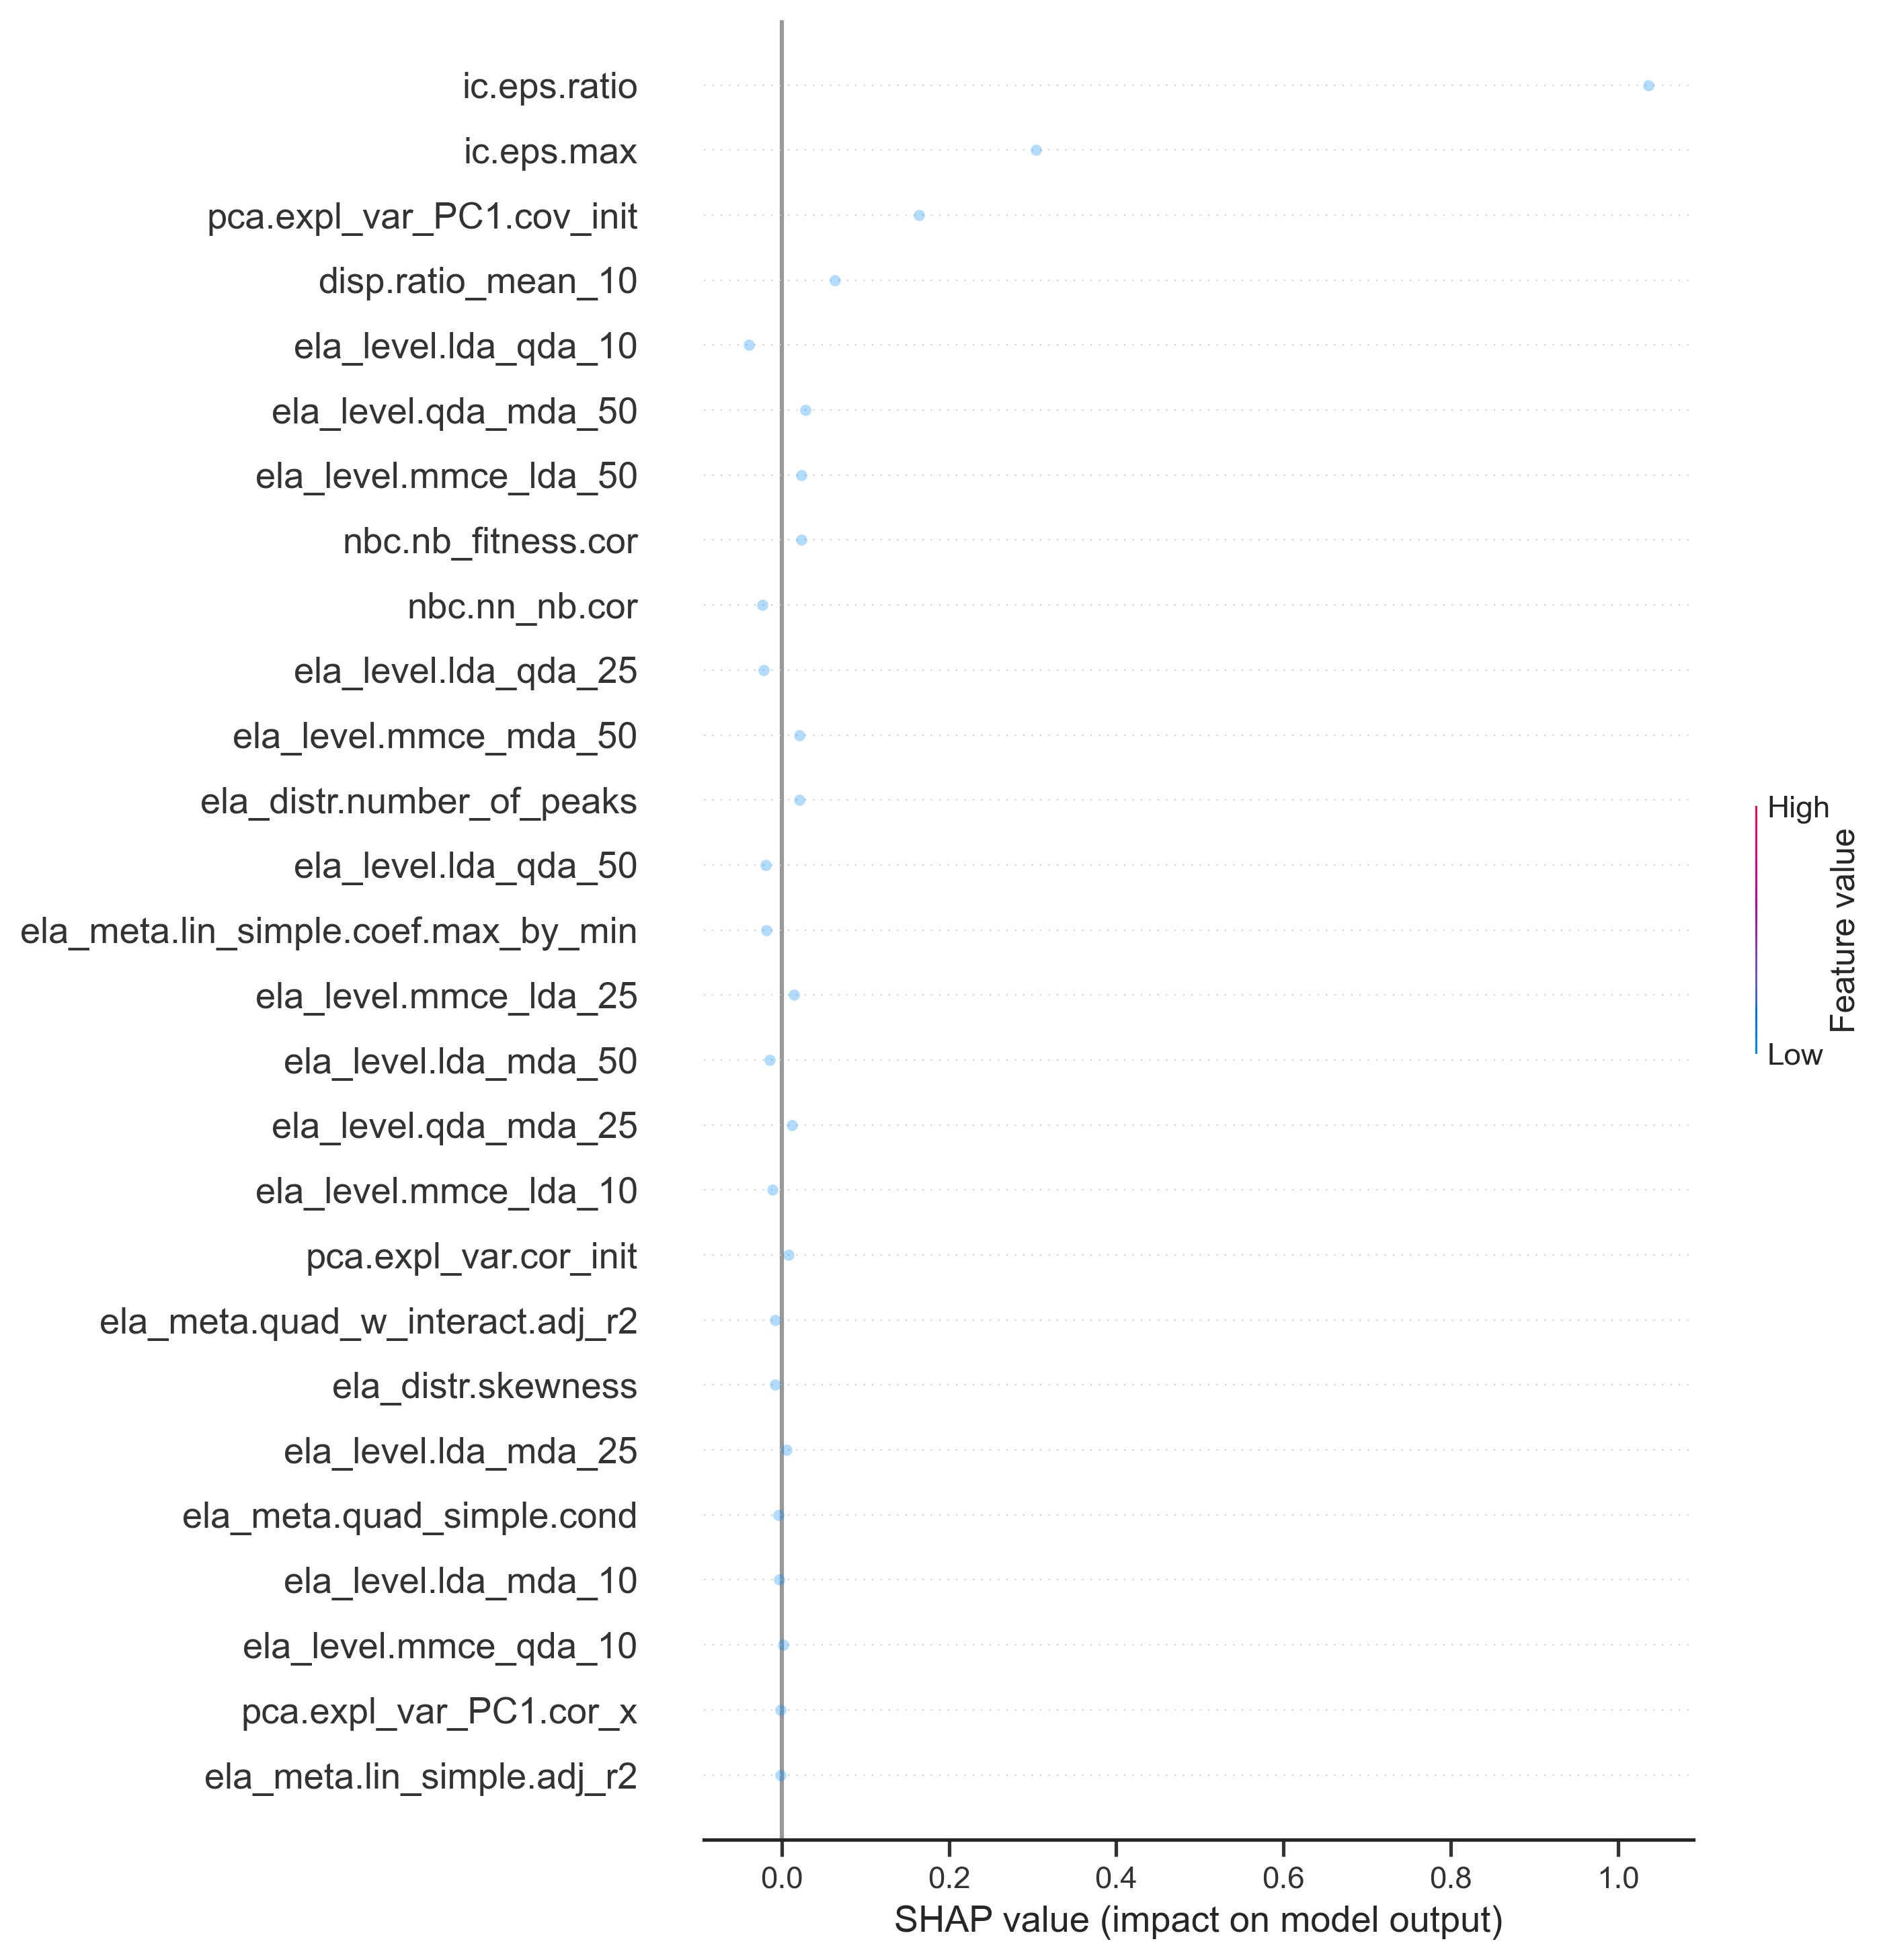 ic.eps.ratio
ic.eps.max
pca.expl_var_PC1.cov_init
disp.ratio_mean_10
ela_level.lda_qda_10
ela_level.qda_mda_50
ela_level.mmce_lda_50
nbc.nb_fitness.cor
nbc.nn_nb.cor
ela_level.lda_qda_25
ela_level.mmce_mda_50
ela_distr.number_of_peaks
ela_level.lda_qda_50
ela_meta.lin_simple.coef.max_by_min
ela_level.mmce_lda_25
ela_level.lda_mda_50
ela_level.qda_mda_25
ela_level.mmce_lda_10
pca.expl_var.cor_init
ela_meta.quad_w_interact.adj_r2
ela_distr.skewness
ela_level.lda_mda_25
ela_meta.quad_simple.cond
ela_level.lda_mda_10
ela_level.mmce_qda_10
pca.expl_var_PC1.cor_x
ela_meta.lin_simple.adj_r2
0.0 0.2 0.4 0.6 0.8 1.0
SHAP value (impact on model output)
High
Feature value
Low